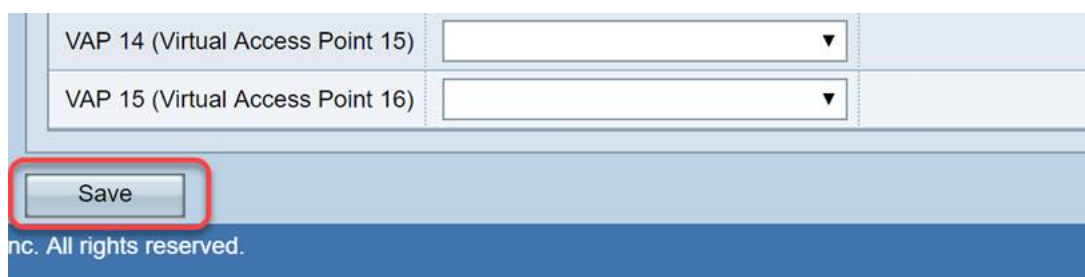 VAP 14 (Virtual Access Point 15)
VAP 15 (Virtual Access Point 16)
Save
nc. All rights reserved.